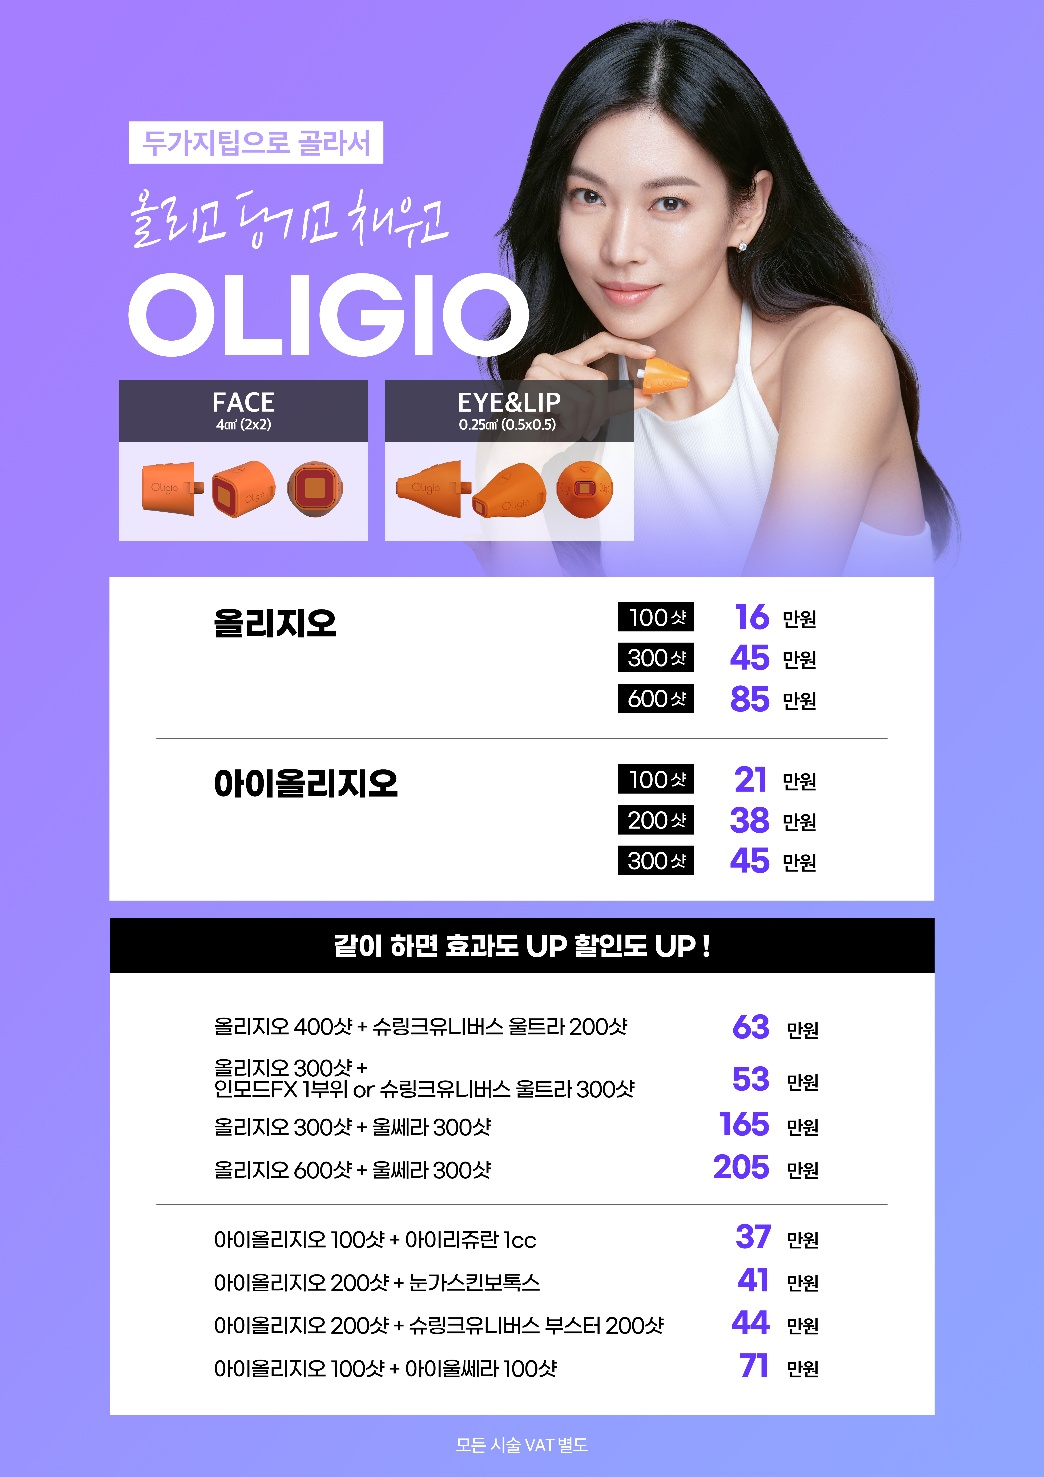 두가지팁으로 골라서
올리고 당기고 채우고
OLIGIO
FACE
4㎠ (2x2)
EYE&LIP
0.25㎠ (0.5x0.5)
Oligio
Oligio
Oligio
Oligio
올리지오
100샷 16 만원
300샷 45 만원
600샷 85 만원
아이올리지오
100샷 21 만원
200샷 38 만원
300샷 45 만원
같이 하면 효과도 UP 할인도 UP !
올리지오 400샷 + 슈링크유니버스 울트라 200샷 63 만원
올리지오 300샷 +
인모드FX 1부위 or 슈링크유니버스 울트라 300샷 53 만원
올리지오 300샷 + 울쎄라 300샷 165 만원
올리지오 600샷 + 울쎄라 300샷 205 만원
아이올리지오 100샷 + 아이리쥬란 1cc 37 만원
아이올리지오 200샷 + 눈가스킨보톡스 41 만원
아이올리지오 200샷 + 슈링크유니버스 부스터 200샷 44 만원
아이올리지오 100샷 + 아이울쎄라 100샷 71 만원
모든 시술 VAT 별도